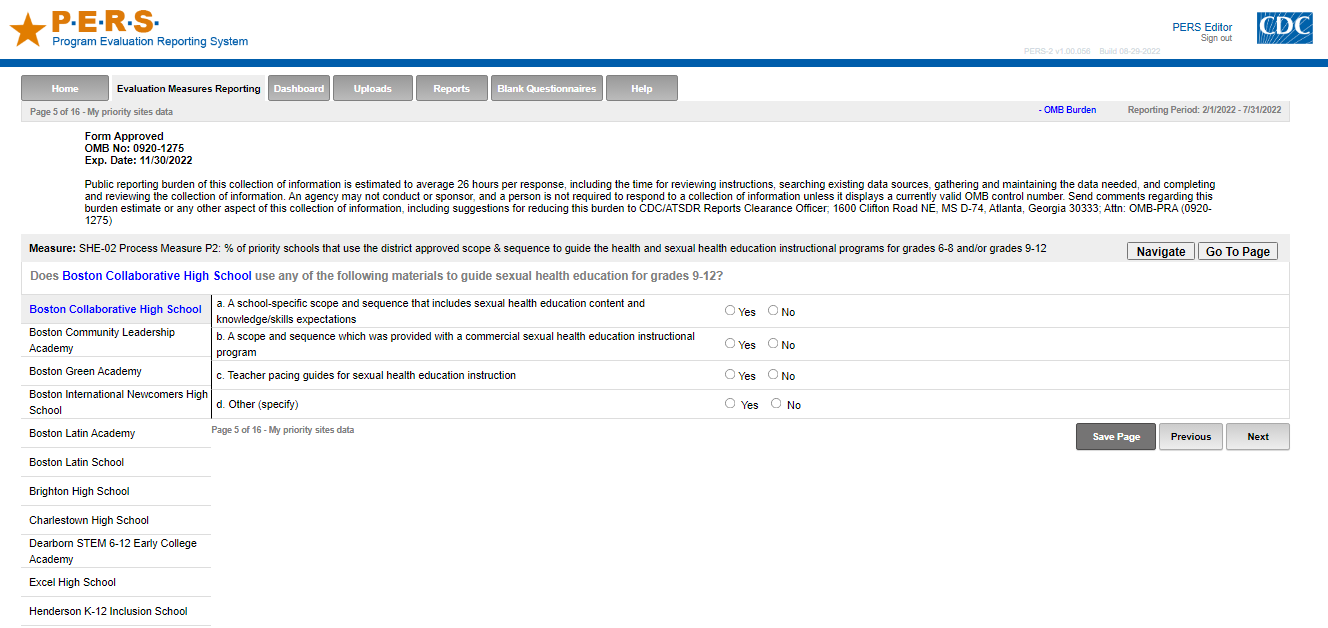 P·E·R·S·
Program Evaluation Reporting System
PERS Editor
Sign out
CDC
PERS-2 v1.00.056 Build 08-29-2022
Home Evaluation Measures Reporting Dashboard Uploads Reports Blank Questionnaires Help
Page 5 of 16 - My priority sites data - OMB Burden Reporting Period: 2/1/2022 - 7/31/2022
Form Approved
OMB No: 0920-1275
Exp. Date: 11/30/2022
Public reporting burden of this collection of information is estimated to average 26 hours per response, including the time for reviewing instructions, searching existing data sources, gathering and maintaining the data needed, and completing
and reviewing the collection of information. An agency may not conduct or sponsor, and a person is not required to respond to a collection of information unless it displays a currently valid OMB control number. Send comments regarding this
burden estimate or any other aspect of this collection of information, including suggestions for reducing this burden to CDC/ATSDR Reports Clearance Officer; 1600 Clifton Road NE, MS D-74, Atlanta, Georgia 30333; Attn: OMB-PRA (0920-
1275)
Measure: SHE-02 Process Measure P2: % of priority schools that use the district approved scope & sequence to guide the health and sexual health education instructional programs for grades 6-8 and/or grades 9-12
Navigate Go To Page
Does Boston Collaborative High School use any of the following materials to guide sexual health education for grades 9-12?
Boston Collaborative High School
Boston Community Leadership
Academy
Boston Green Academy
Boston International Newcomers High
School
Boston Latin Academy
Boston Latin School
Brighton High School
Charlestown High School
Dearborn STEM 6-12 Early College
Academy
Excel High School
Henderson K-12 Inclusion School
a. A school-specific scope and sequence that includes sexual health education content and
knowledge/skills expectations
Yes No
b. A scope and sequence which was provided with a commercial sexual health education instructional
program
Yes No
c. Teacher pacing guides for sexual health education instruction Yes No
d. Other (specify) Yes No
Page 5 of 16 - My priority sites data
Save Page Previous Next